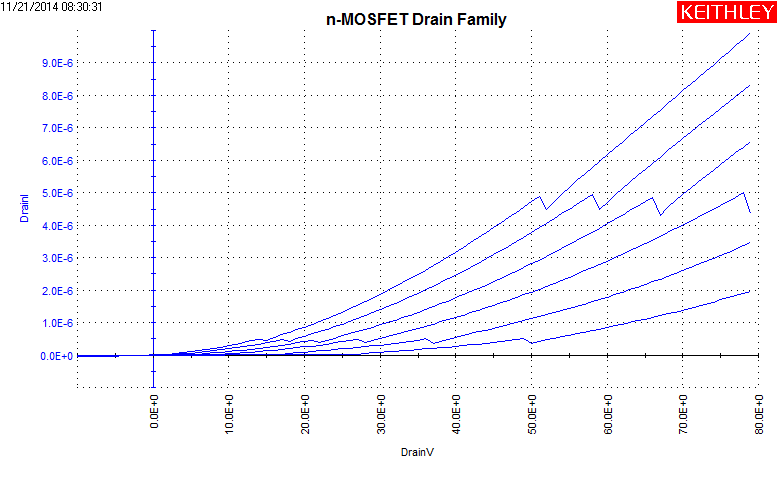 11/21/2014 08:30:31
n-MOSFET Drain Family
KEITHLEY
9.0E-6
8.0E-6
7.0E-6
6.0E-6
5.0E-6
4.0E-6
3.0E-6
2.0E-6
1.0E-6
0.0E+0
DrainI
0.0E+0
10.0E+0
20.0E+0
30.0E+0
40.0E+0
50.0E+0
60.0E+0
70.0E+0
80.0E+0
DrainV